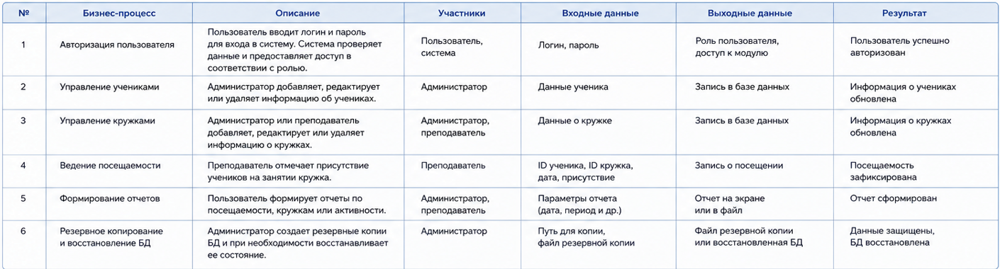 № Бизнес-процесс Описание Участники Входные данные Выходные данные Результат
1 Авторизация пользователя
Пользователь вводит логин и пароль
для входа в систему. Система проверяет
данные и предоставляет доступ в
соответствии с ролью.
Пользователь,
система
Логин, пароль
Роль пользователя,
доступ к модулю
Пользователь успешно
авторизован
2 Управление учениками
Администратор добавляет, редактирует
или удаляет информацию об учениках.
Администратор
Данные ученика
Запись в базе данных
Информация о учениках
обновлена
3 Управление кружками
Администратор или преподаватель
добавляет, редактирует или удаляет
информацию о кружках.
Администратор,
преподаватель
Данные о кружке
Запись в базе данных
Информация о кружках
обновлена
4 Ведение посещаемости
Преподаватель отмечает присутствие
учеников на занятии кружка.
Преподаватель
ID ученика, ID кружка,
дата, присутствие
Запись о посещении
Посещаемость
зафиксирована
5 Формирование отчетов
Пользователь формирует отчеты по
посещаемости, кружкам или активности.
Администратор,
преподаватель
Параметры отчета
(дата, период и др.)
Отчет на экране
или в файл
Отчет сформирован
6 Резервное копирование
и восстановление БД
Администратор создает резервные копии
БД и при необходимости восстанавливает
ее состояние.
Администратор
Путь для копии,
файл резервной копии
Файл резервной копии
или восстановленная БД
Данные защищены,
БД восстановлена